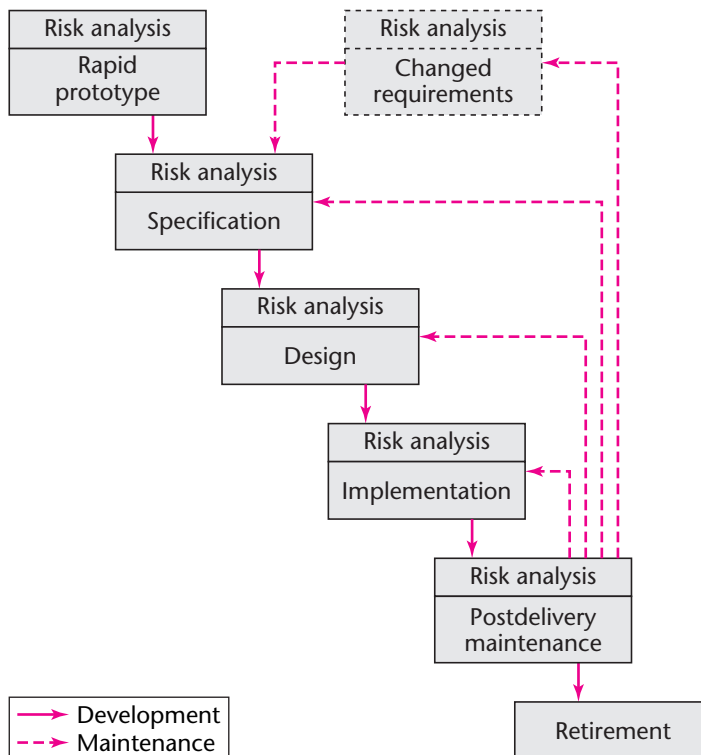 Risk analysis
Rapid
prototype
Risk analysis
Changed
requirements
Risk analysis
Specification
Risk analysis
Design
Risk analysis
Implementation
Risk analysis
Postdelivery
maintenance
Retirement
Development
Maintenance